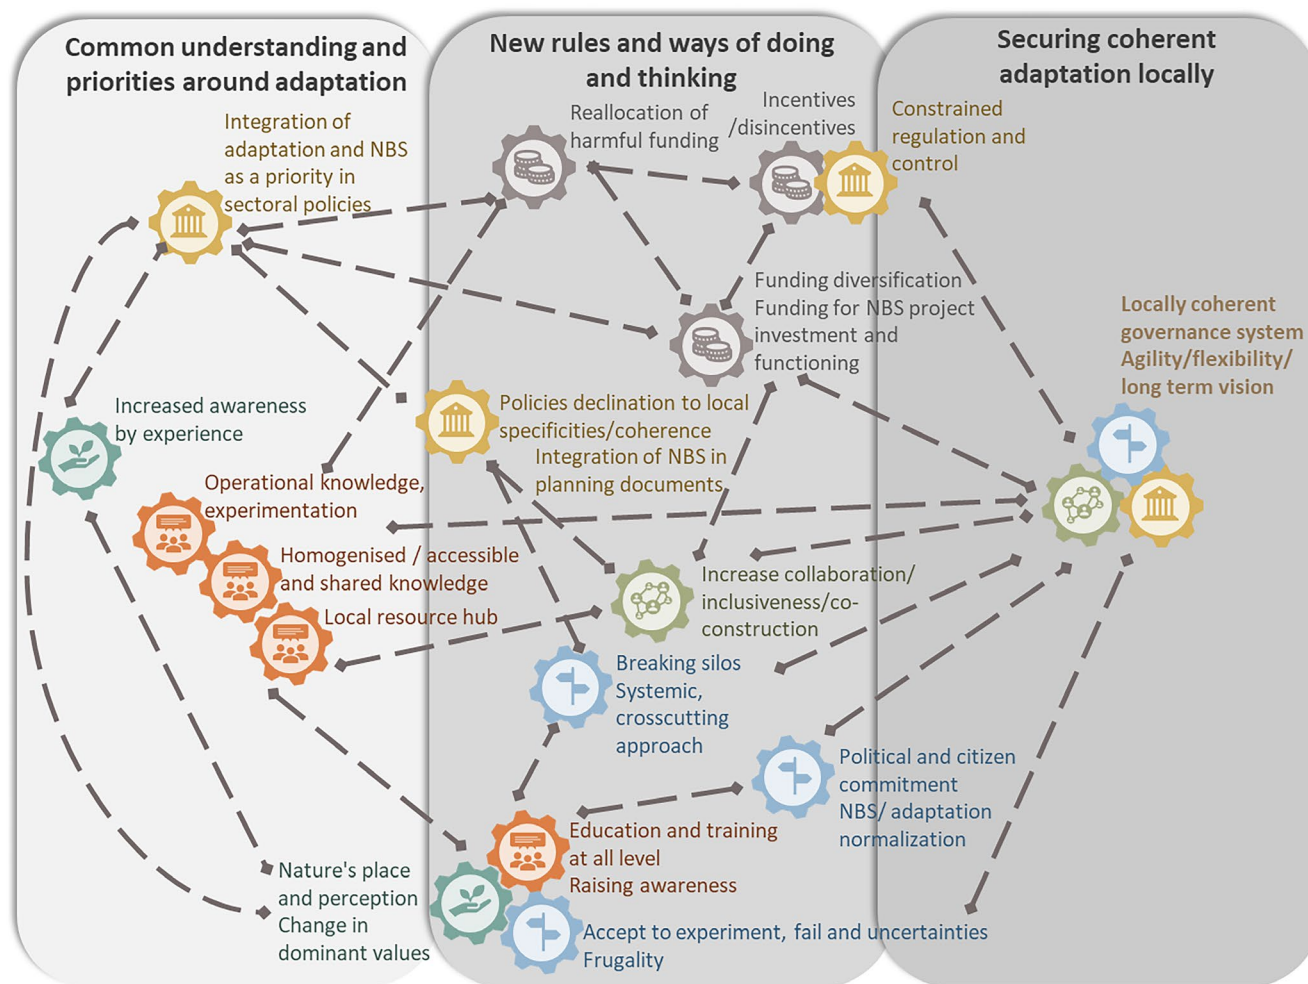 Common understanding and
priorities around adaptation
New rules and ways of doing
and thinking
Securing coherent
adaptation locally
Integration of
adaptation and NBS
as a priority in
sectoral policies
Reallocation of
harmful funding
Incentives
/disincentives
Constrained
regulation and
control
Funding diversification
Funding for NBS project
investment and
functioning
Locally coherent
governance system
Agility/flexibility/
long term vision
Increased awareness
by experience
Policies declination to local
specificities/coherence
Integration of NBS in
planning documents
Operational knowledge,
experimentation
Homogenised / accessible
and shared knowledge
Local resource hub
Increase collaboration/
inclusiveness/co-
construction
Breaking silos
Systemic,
crosscutting
approach
Political and citizen
commitment
NBS/ adaptation
normalization
Education and training
at all level
Raising awareness
Nature's place
and perception
Change in
dominant values
Accept to experiment, fail and uncertainties
Frugality